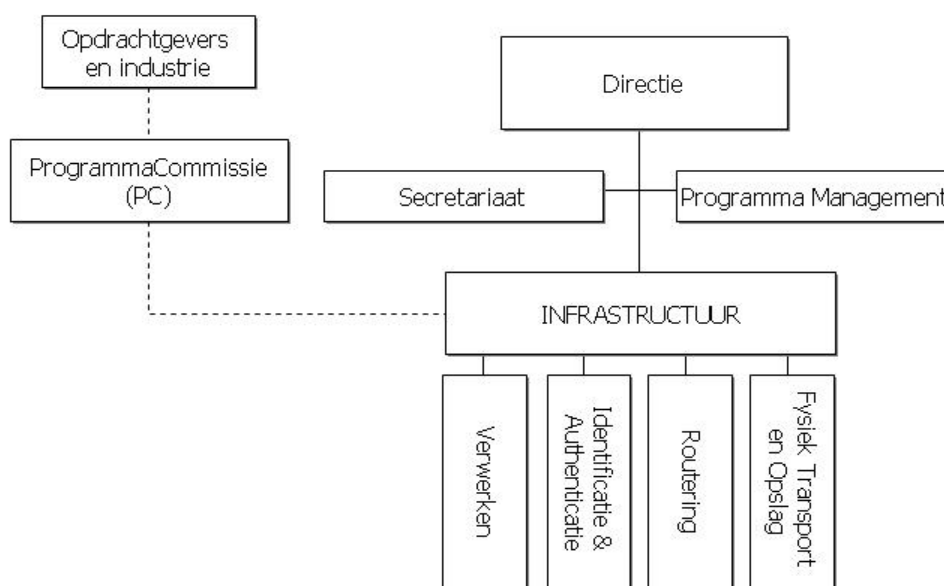 Opdrachtgevers
en industrie
Directie
ProgrammaCommissie
(PC)
Secretariaat
Programma Management
INFRASTRUCTUUR
Verwerken
Identificatie &
Authenticatie
Routering
Fysiek Transport
en Opslag